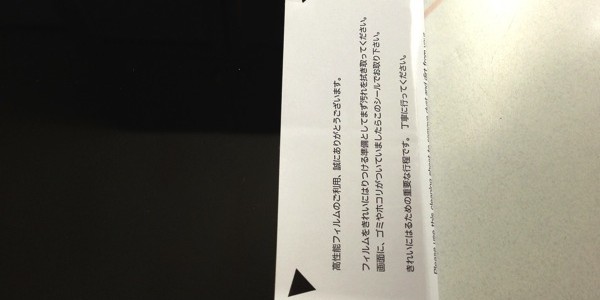 高性能フィルムのご利用、誠にありがとうございます。
フィルムをきれいにはりつける準備としてまず汚れを拭き取ってください。
画面に、ゴミやホコリがついていましたらこのシールでお取り下さい。
きれいにはるための重要な行程です。丁寧に行ってください。
Please use this cleaning sheet to remove dust and dirt from your